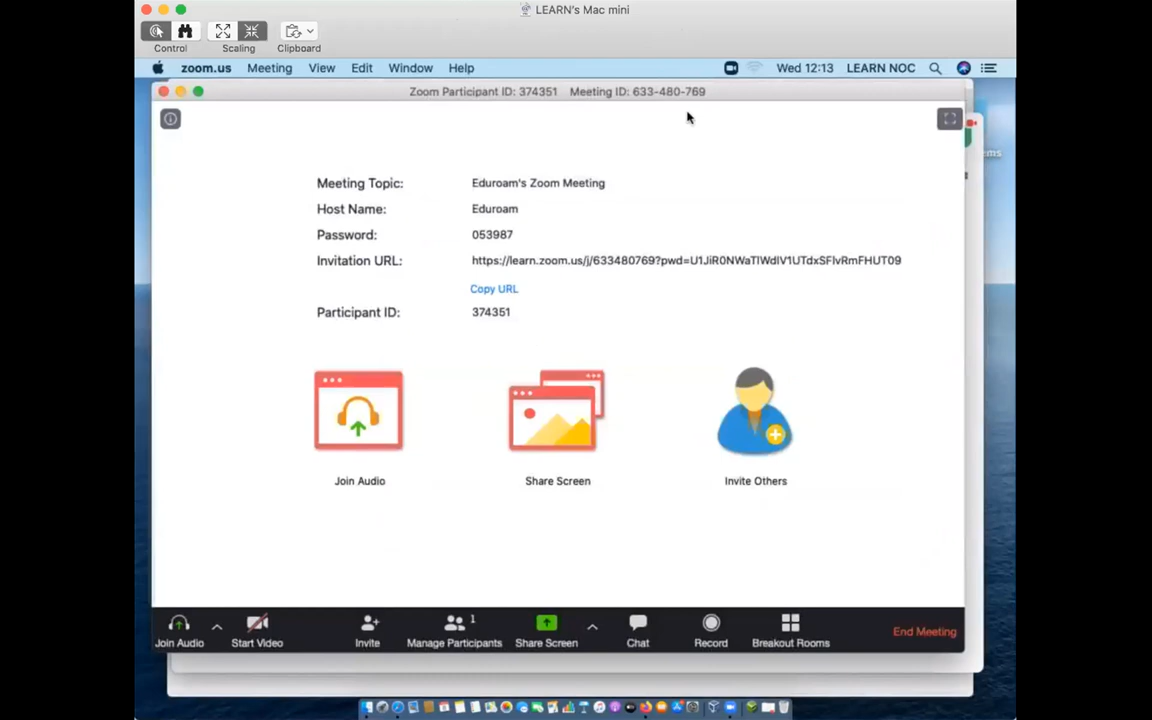 LEARN's Mac mini
Control Scaling Clipboard
zoom.us Meeting View Edit Window Help Wed 12:13 LEARN NOC
Zoom Participant ID: 374351 Meeting ID: 633-480-769
ems
Meeting Topic: Eduroam's Zoom Meeting
Host Name: Eduroam
Password: 053987
Invitation URL: https://learn.zoom.us/j/633480769?pwd=U1JiR0NWaTlWdlV1UTdxSFlvRmFHUT09
Copy URL
Participant ID: 374351
Join Audio Share Screen Invite Others
1
Join Audio Start Video Invite Manage Participants Share Screen Chat Record Breakout Rooms End Meeting